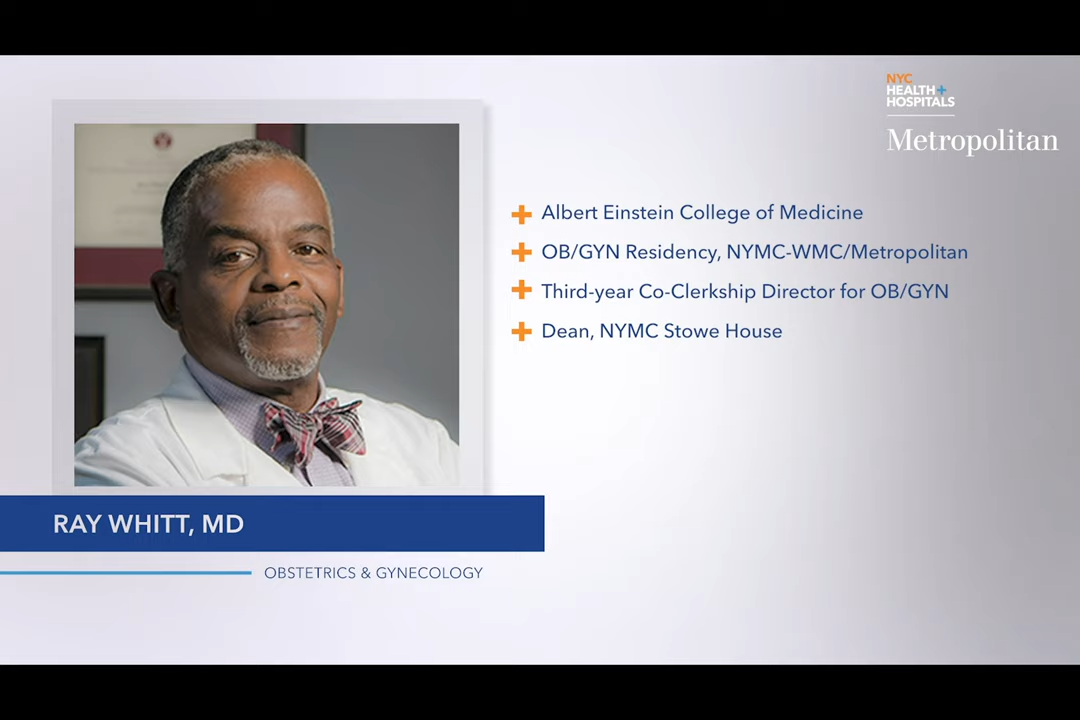 NYC
HEALTH+
HOSPITALS
Metropolitan
Albert Einstein College of Medicine
OB/GYN Residency, NYMC-WMC/Metropolitan
Third-year Co-Clerkship Director for OB/GYN
Dean, NYMC Stowe House
RAY WHITT, MD
OBSTETRICS & GYNECOLOGY